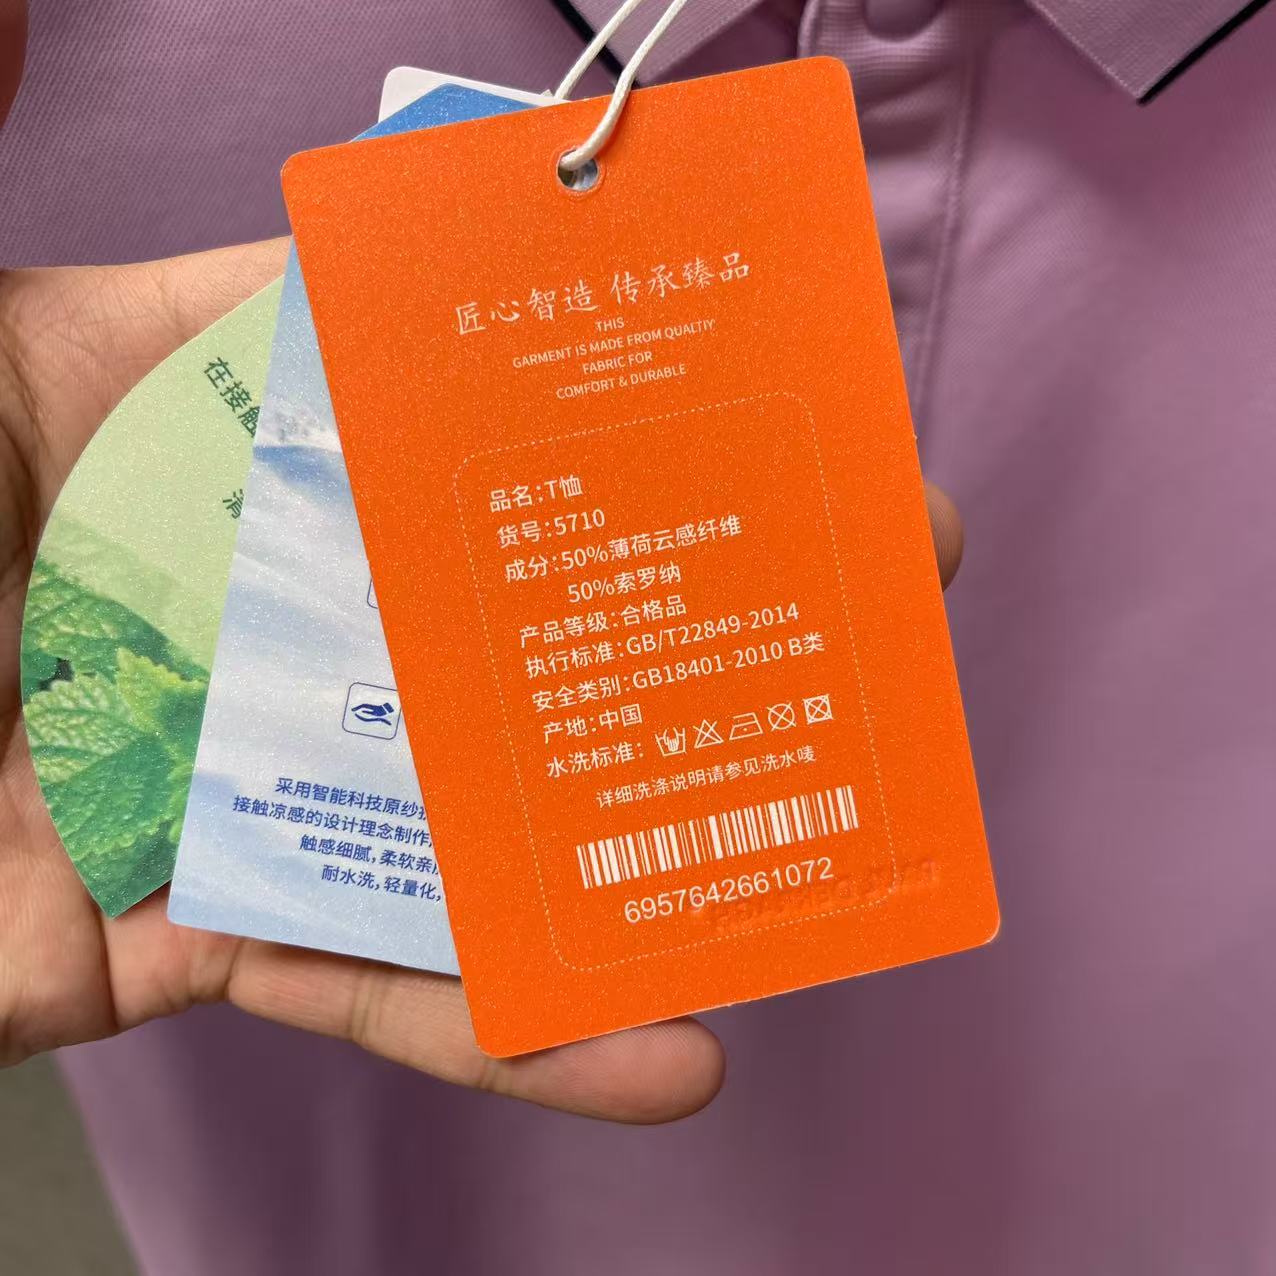 匠心智造 传承臻品
THIS
GARMENT IS MADE FROM QUALTIY
FABRIC FOR
COMFORT & DURABLE
品名:T恤
货号:5710
成分:50%薄荷云感纤维
50%索罗纳
产品等级:合格品
执行标准:GB/T22849-2014
安全类别:GB18401-2010 B类
产地:中国
水洗标准:
详细洗涤说明请参见洗水唛
6957642661072
在接触
清
采用智能科技原纱
接触凉感的设计理念制作
触感细腻,柔软亲
耐水洗,轻量化,